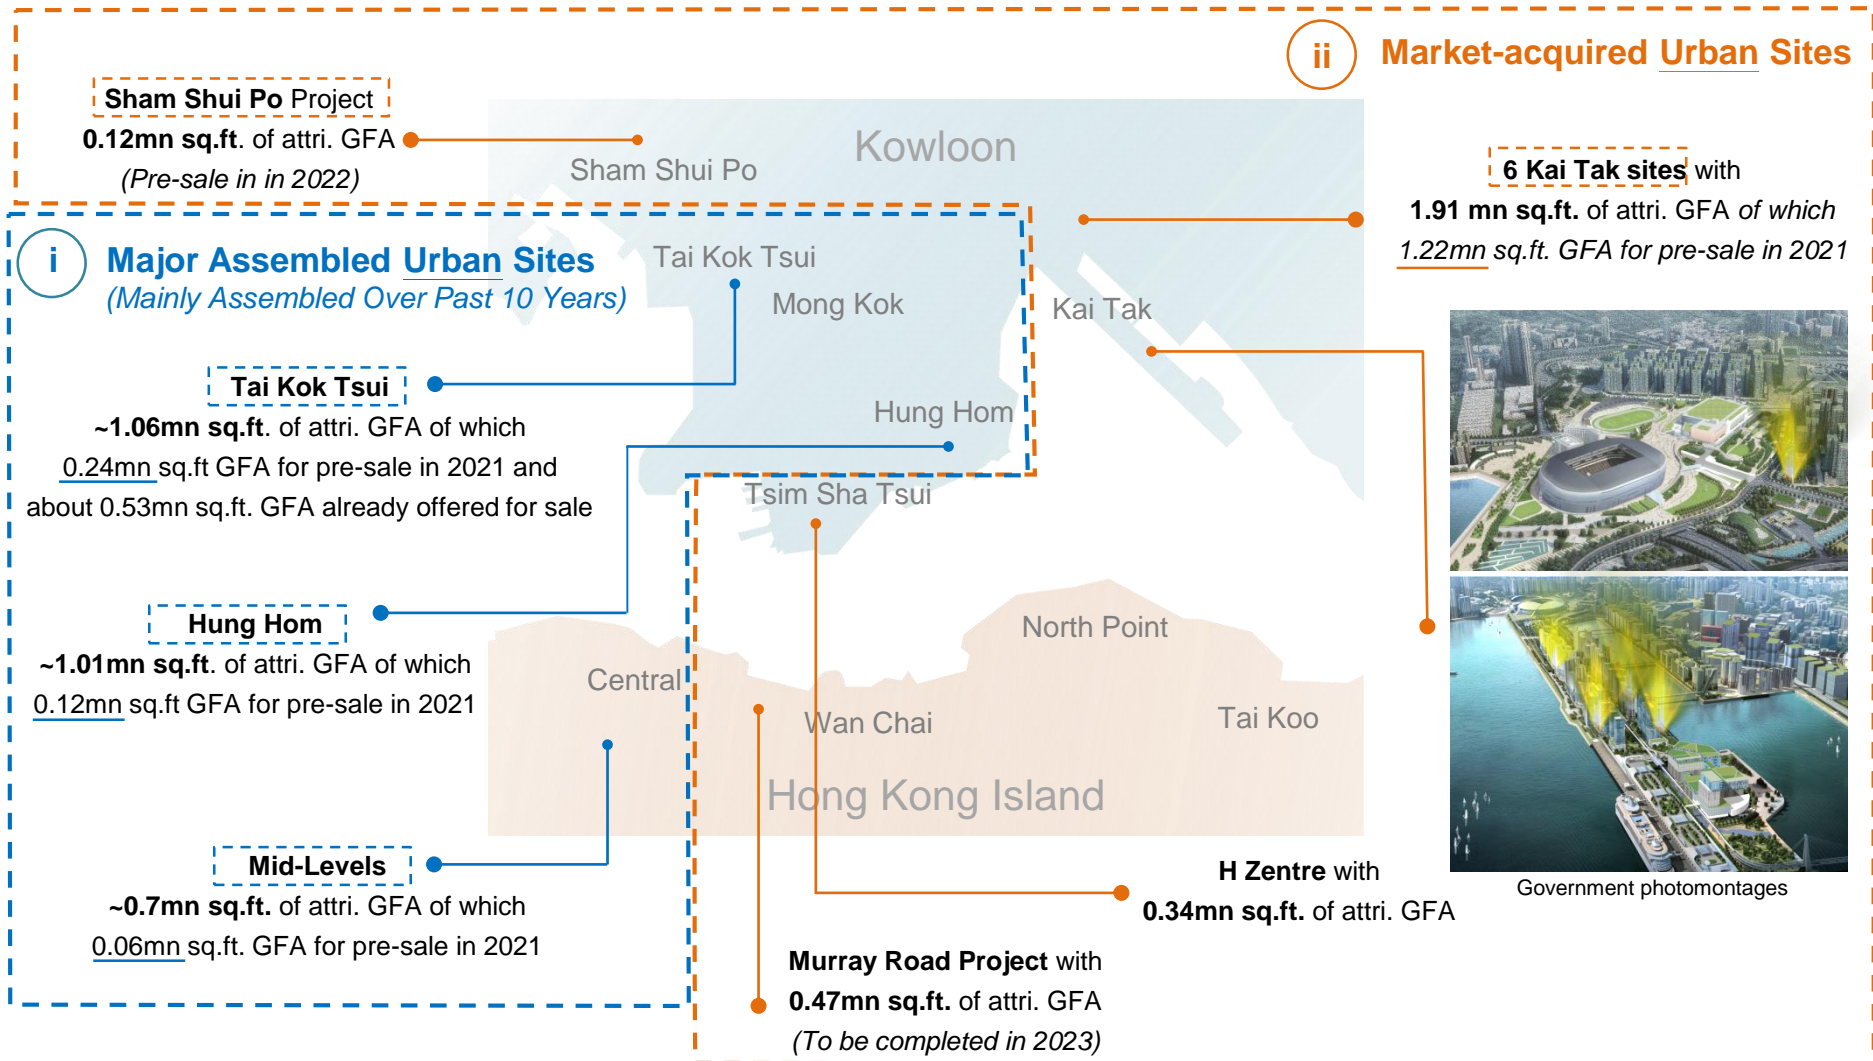 ii Market-acquired Urban Sites
Sham Shui Po Project
0.12mn sq.ft. of attri. GFA
(Pre-sale in in 2022)
6 Kai Tak sites with
1.91 mn sq.ft. of attri. GFA of which
1.22mn sq.ft. GFA for pre-sale in 2021
Government photomontages
i Major Assembled Urban Sites
(Mainly Assembled Over Past 10 Years)
Tai Kok Tsui
~1.06mn sq.ft. of attri. GFA of which
0.24mn sq.ft GFA for pre-sale in 2021 and
about 0.53mn sq.ft. GFA already offered for sale
Hung Hom
~1.01mn sq.ft. of attri. GFA of which
0.12mn sq.ft GFA for pre-sale in 2021
Mid-Levels
~0.7mn sq.ft. of attri. GFA of which
0.06mn sq.ft. GFA for pre-sale in 2021
Kowloon
Sham Shui Po
Tai Kok Tsui
Mong Kok
Kai Tak
Hung Hom
Tsim Sha Tsui
North Point
Central
Wan Chai
Tai Koo
Hong Kong Island
H Zentre with
0.34mn sq.ft. of attri. GFA
Murray Road Project with
0.47mn sq.ft. of attri. GFA
(To be completed in 2023)